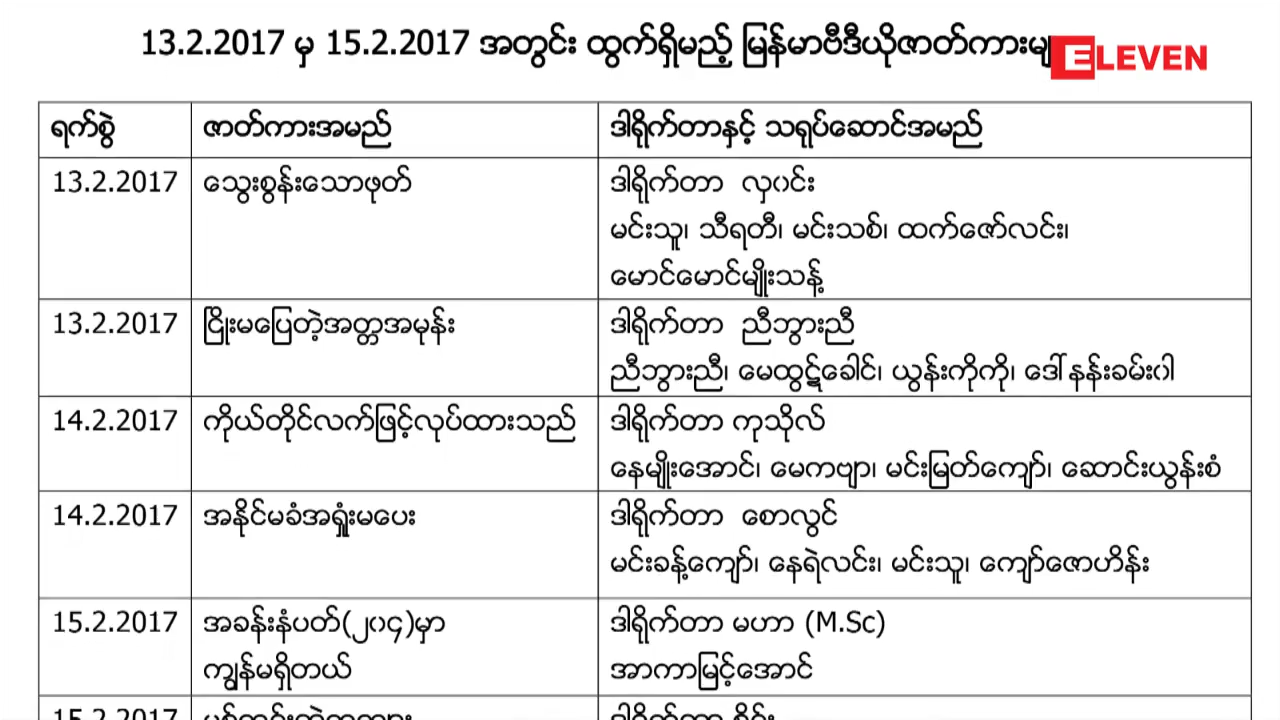 13.2.2017 မှ 15.2.2017 အတွင်း ထွက်ရှိမည့် မြန်မာဗီဒီယိုဇာတ်ကားမျ
ELEVEN
ရက်စွဲ ဇာတ်ကားအမည် ဒါရိုက်တာနှင့် သရုပ်ဆောင်အမည်
13.2.2017 သွေးစွန်းသောဖုတ် ဒါရိုက်တာ လှဝင်း
မင်းသူ၊ သီရတီ၊ မင်းသစ်၊ ထက်ဇော်လင်း၊
မောင်မောင်မျိုးသန့်
13.2.2017 ငြိုးမပြေတဲ့အတ္တအမုန်း ဒါရိုက်တာ ညီဘွားညီ
ညီဘွားညီ၊ မေထွဋ်ခေါင်၊ ယွန်းကိုကို၊ ဒေါ်နန်းခမ်းဝါ
14.2.2017 ကိုယ်တိုင်လက်ဖြင့်လုပ်ထားသည် ဒါရိုက်တာ ကုသိုလ်
နေမျိုးအောင်၊ မေကဗျာ၊ မင်းမြတ်ကျော်၊ ဆောင်းယွန်းစံ
14.2.2017 အနိုင်မခံအရှုံးမပေး ဒါရိုက်တာ စောလွင်
မင်းခန့်ကျော်၊ နေရဲလင်း၊ မင်းသူ၊ ကျော်ဇောဟိန်း
15.2.2017 အခန်းနံပတ်(၂၀၄)မှာ ဒါရိုက်တာ မဟာ (M.Sc)
ကျွန်မရှိတယ် အာကာမြင့်အောင်
15.2.2017 ဒါရိုက်တာ